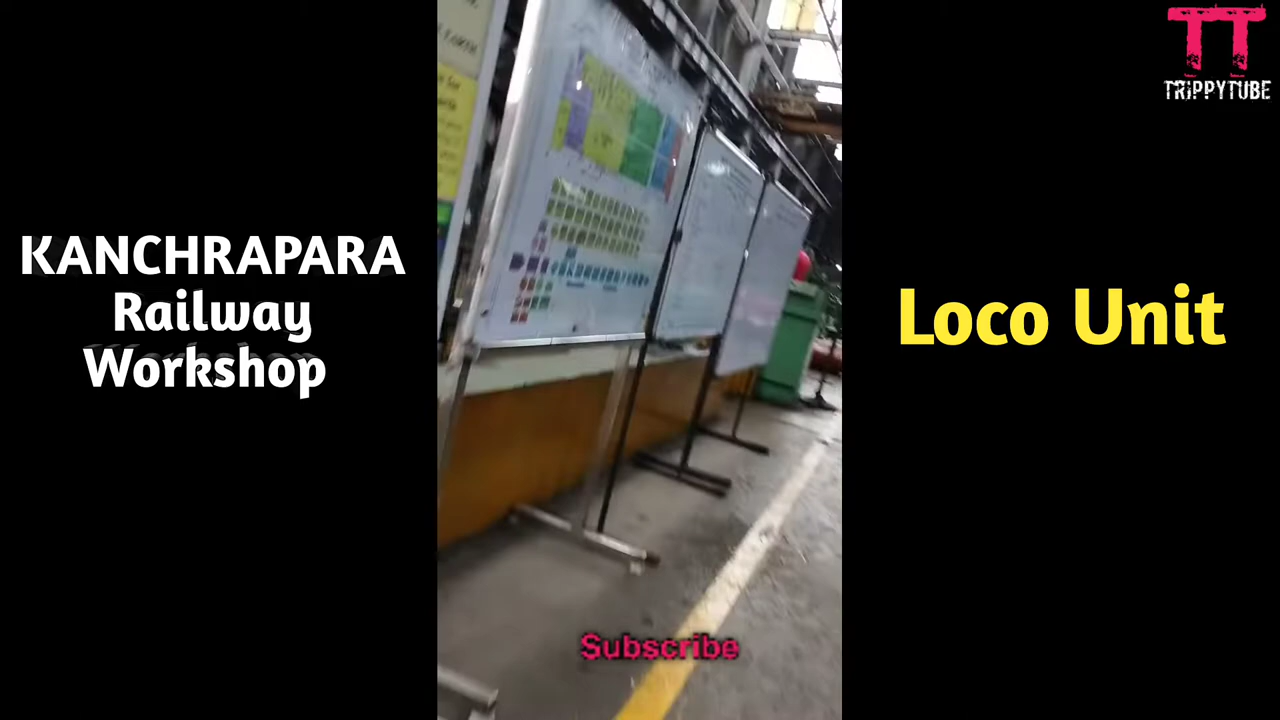 KANCHRAPARA
Railway
Workshop
Loco Unit
TT
TRIPPYTUBE
Subscribe